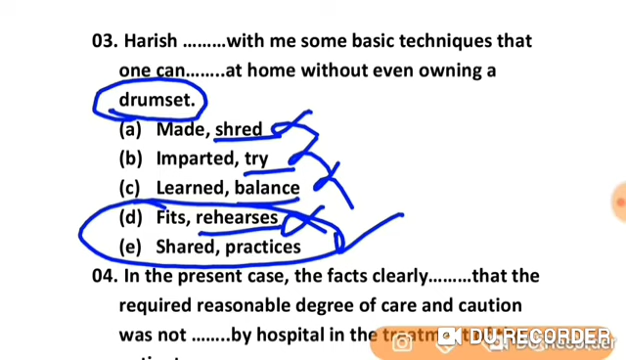 03. Harish .........with me some basic techniques that
one can........at home without even owning a
drumset.
(a) Made, shred
(b) Imparted, try
(c) Learned, balance
(d) Fits, rehearses
(e) Shared, practices
04. In the present case, the facts clearly.........that the
required reasonable degree of care and caution
was not ........by hospital in the
DU RECORDER
DU RECORDER